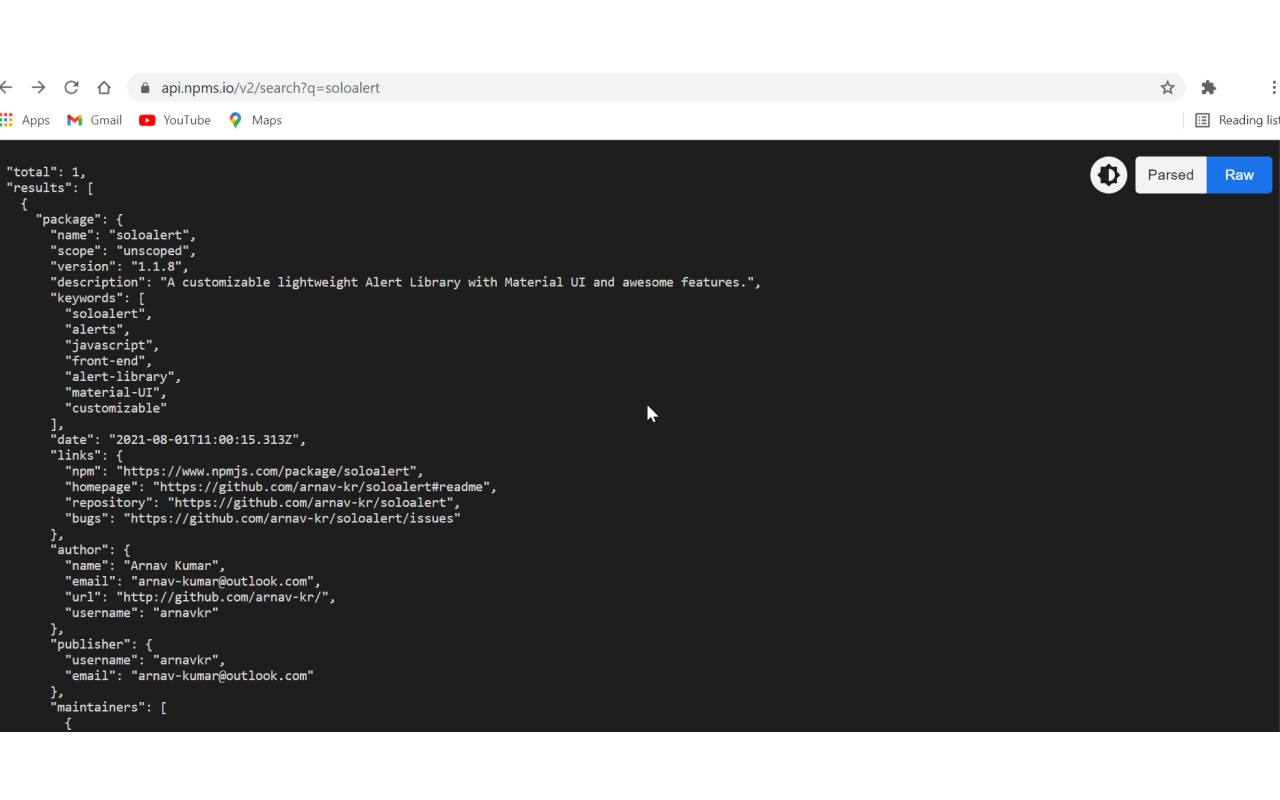 api.npms.io/v2/search?q=soloalert
Apps Gmail YouTube Maps Reading list
Parsed Raw
"total": 1,
"results": [
{
"package": {
"name": "soloalert",
"scope": "unscoped",
"version": "1.1.8",
"description": "A customizable lightweight Alert Library with Material UI and awesome features.",
"keywords": [
"soloalert",
"alerts",
"javascript",
"front-end",
"alert-library",
"material-UI",
"customizable"
],
"date": "2021-08-01T11:00:15.313Z",
"links": {
"npm": "https://www.npmjs.com/package/soloalert",
"homepage": "https://github.com/arnav-kr/soloalert#readme",
"repository": "https://github.com/arnav-kr/soloalert",
"bugs": "https://github.com/arnav-kr/soloalert/issues"
},
"author": {
"name": "Arnav Kumar",
"email": "arnav-kumar@outlook.com",
"url": "http://github.com/arnav-kr/",
"username": "arnavkr"
},
"publisher": {
"username": "arnavkr",
"email": "arnav-kumar@outlook.com"
},
"maintainers": [
{